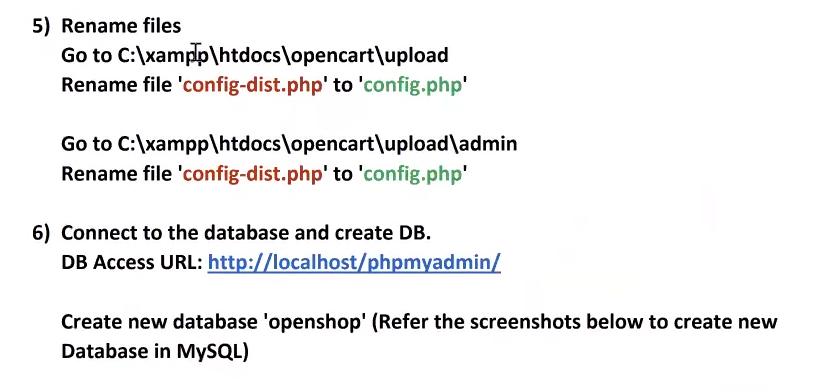 5) Rename files
Go to C:\xampp\htdocs\opencart\upload
Rename file 'config-dist.php' to 'config.php'
Go to C:\xampp\htdocs\opencart\upload\admin
Rename file 'config-dist.php' to 'config.php'
6) Connect to the database and create DB.
DB Access URL: http://localhost/phpmyadmin/
Create new database 'openshop' (Refer the screenshots below to create new
Database in MySQL)